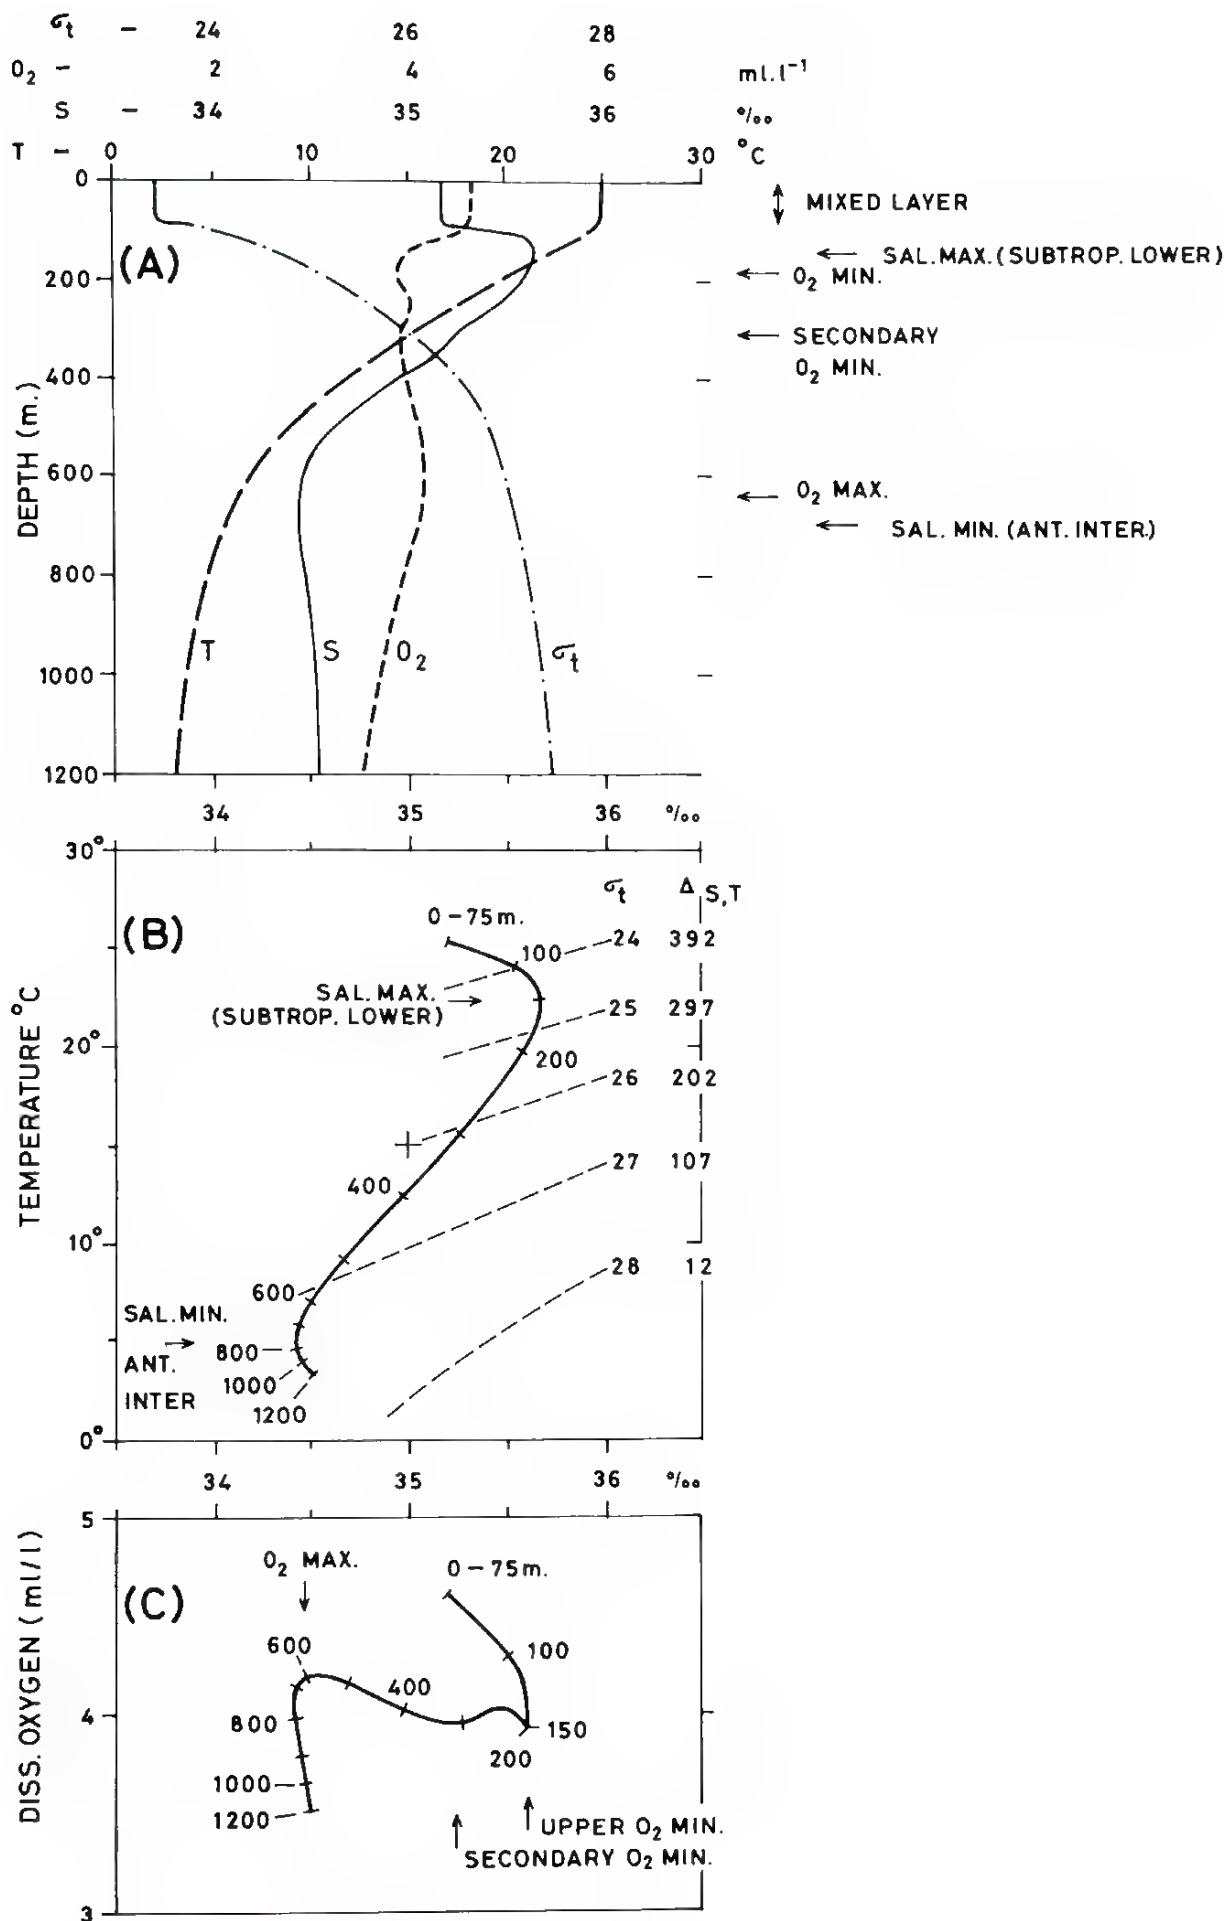 σt – 24 26 28
O₂ – 2 4 6 ml.l⁻¹
S – 34 35 36 °/oo
T – 0 10 20 30 °C
0
MIXED LAYER
(A)
SAL.MAX.(SUBTROP.LOWER)
200
O₂ MIN.
SECONDARY
O₂ MIN.
400
DEPTH (m.)
600
O₂ MAX.
SAL. MIN. (ANT. INTER.)
800
T S O₂ σt
1000
1200
34 35 36 °/oo
30°
σt Δ S,T
(B)
0–75m.
100 24 392
SAL.MAX.
(SUBTROP. LOWER)
25 297
TEMPERATURE °C
20°
200
26 202
27 107
400
10°
28 12
600
SAL.MIN.
800
ANT.
1000
INTER
1200
0°
34 35 36 °/oo
5
O₂ MAX.
0–75m.
(C)
DISS. OXYGEN (ml/l)
600
100
400
4
800
150
200
1000
1200
UPPER O₂ MIN.
SECONDARY O₂ MIN.
3